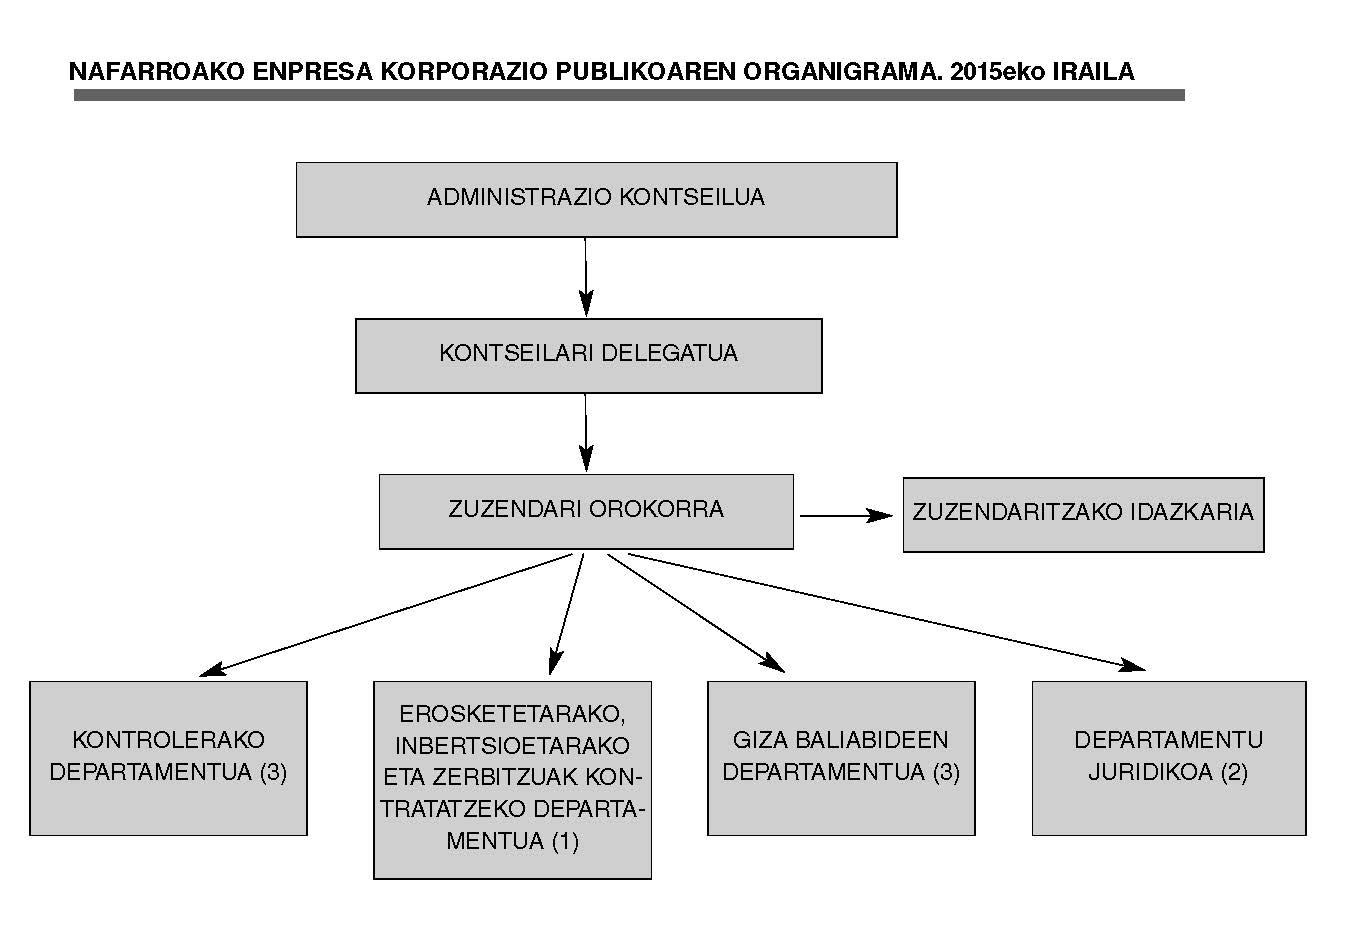 NAFARROAKO ENPRESA KORPORAZIO PUBLIKOAREN ORGANIGRAMA. 2015eko IRAILA
ADMINISTRAZIO KONTSEILUA
KONTSEILARI DELEGATUA
ZUZENDARI OROKORRA
ZUZENDARITZAKO IDAZKARIA
KONTROLERAKO
DEPARTAMENTUA (3)
EROSKETETARAKO,
INBERTSIOETARAKO
ETA ZERBITZUAK KON-
TRATATZEKO DEPARTA-
MENTUA (1)
GIZA BALIABIDEEN
DEPARTAMENTUA (3)
DEPARTAMENTU
JURIDIKOA (2)